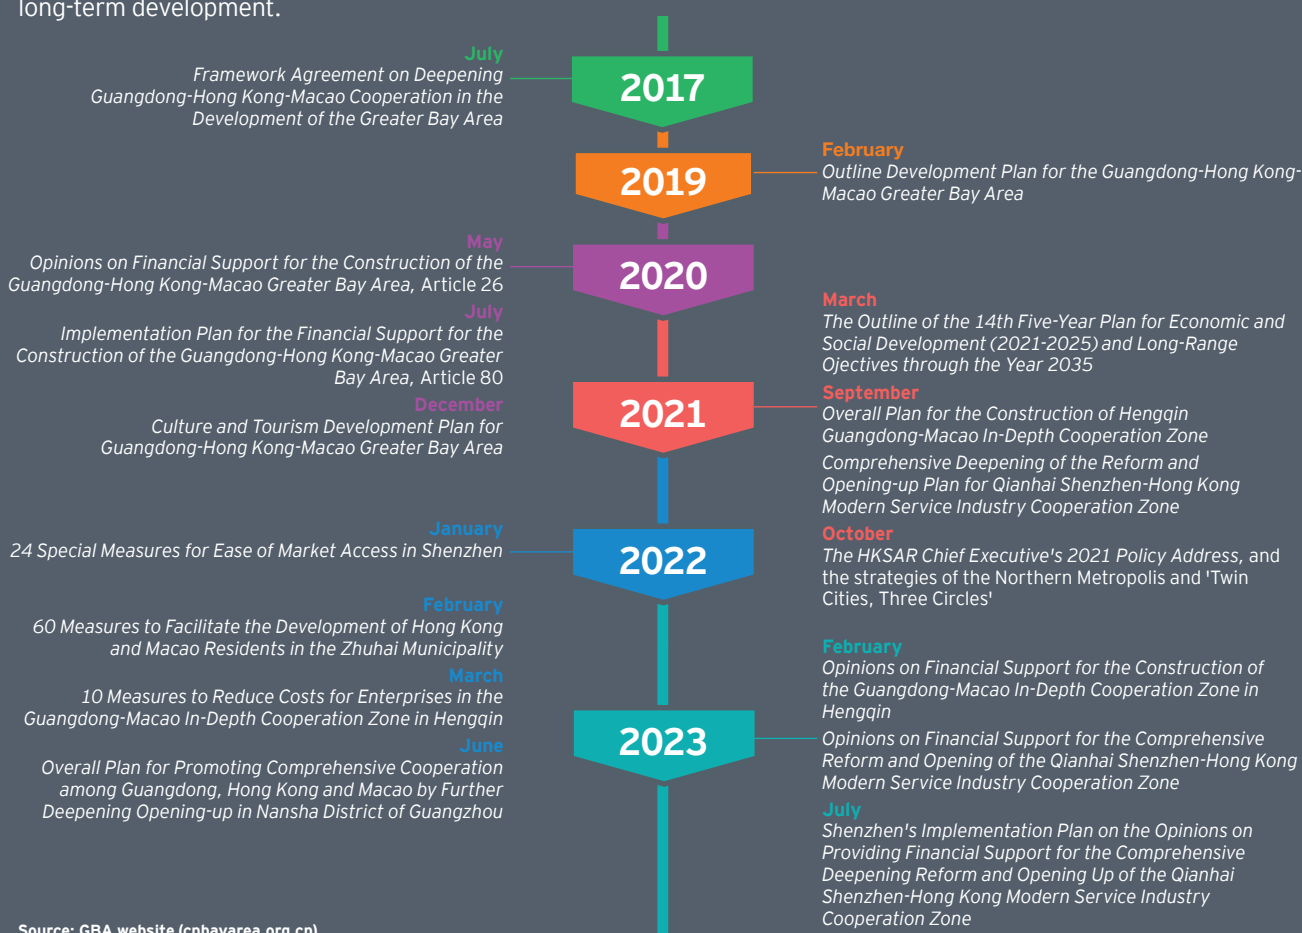 long-term development.
2017
July
Framework Agreement on Deepening
Guangdong-Hong Kong-Macao Cooperation in the
Development of the Greater Bay Area
2019
February
Outline Development Plan for the Guangdong-Hong Kong-
Macao Greater Bay Area
2020
May
Opinions on Financial Support for the Construction of the
Guangdong-Hong Kong-Macao Greater Bay Area, Article 26
July
Implementation Plan for the Financial Support for the
Construction of the Guangdong-Hong Kong-Macao Greater
Bay Area, Article 80
December
Culture and Tourism Development Plan for
Guangdong-Hong Kong-Macao Greater Bay Area
2021
March
The Outline of the 14th Five-Year Plan for Economic and
Social Development (2021-2025) and Long-Range
Ojectives through the Year 2035
September
Overall Plan for the Construction of Hengqin
Guangdong-Macao In-Depth Cooperation Zone
Comprehensive Deepening of the Reform and
Opening-up Plan for Qianhai Shenzhen-Hong Kong
Modern Service Industry Cooperation Zone
October
The HKSAR Chief Executive's 2021 Policy Address, and
the strategies of the Northern Metropolis and 'Twin
Cities, Three Circles'
2022
January
24 Special Measures for Ease of Market Access in Shenzhen
February
60 Measures to Facilitate the Development of Hong Kong
and Macao Residents in the Zhuhai Municipality
March
10 Measures to Reduce Costs for Enterprises in the
Guangdong-Macao In-Depth Cooperation Zone in Hengqin
June
Overall Plan for Promoting Comprehensive Cooperation
among Guangdong, Hong Kong and Macao by Further
Deepening Opening-up in Nansha District of Guangzhou
2023
February
Opinions on Financial Support for the Construction of
the Guangdong-Macao In-Depth Cooperation Zone in
Hengqin
Opinions on Financial Support for the Comprehensive
Reform and Opening of the Qianhai Shenzhen-Hong Kong
Modern Service Industry Cooperation Zone
July
Shenzhen's Implementation Plan on the Opinions on
Providing Financial Support for the Comprehensive
Deepening Reform and Opening Up of the Qianhai
Shenzhen-Hong Kong Modern Service Industry
Cooperation Zone
Source: GBA website (cnbayarea.org.cn)